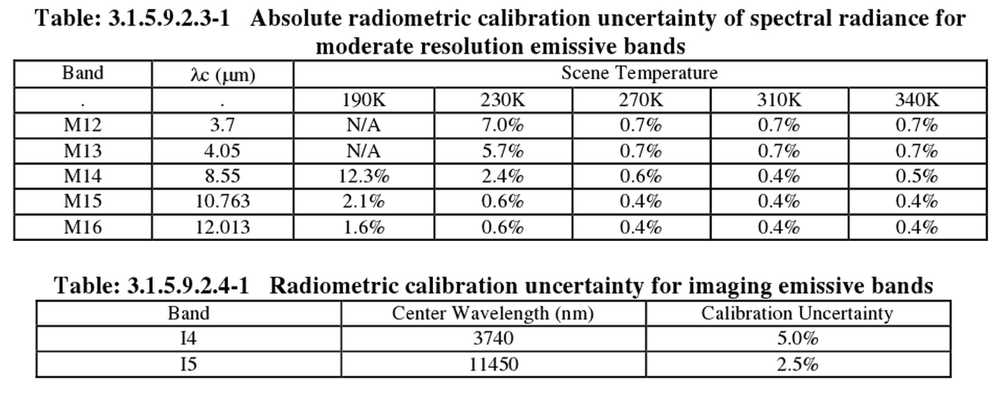 Table: 3.1.5.9.2.3-1 Absolute radiometric calibration uncertainty of spectral radiance for
moderate resolution emissive bands
Band λc (μm) Scene Temperature
. . 190K 230K 270K 310K 340K
M12 3.7 N/A 7.0% 0.7% 0.7% 0.7%
M13 4.05 N/A 5.7% 0.7% 0.7% 0.7%
M14 8.55 12.3% 2.4% 0.6% 0.4% 0.5%
M15 10.763 2.1% 0.6% 0.4% 0.4% 0.4%
M16 12.013 1.6% 0.6% 0.4% 0.4% 0.4%
Table: 3.1.5.9.2.4-1 Radiometric calibration uncertainty for imaging emissive bands
Band Center Wavelength (nm) Calibration Uncertainty
I4 3740 5.0%
I5 11450 2.5%